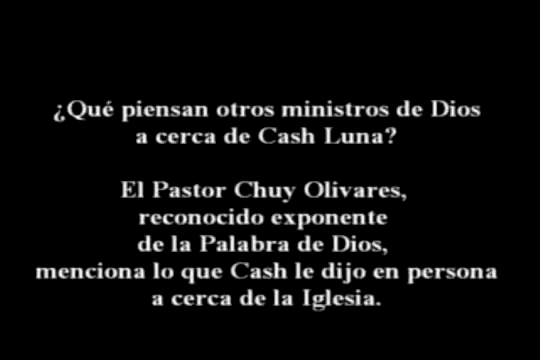 ¿Qué piensan otros ministros de Dios
a cerca de Cash Luna?
El Pastor Chuy Olivares,
reconocido exponente
de la Palabra de Dios,
menciona lo que Cash le dijo en persona
a cerca de la Iglesia.